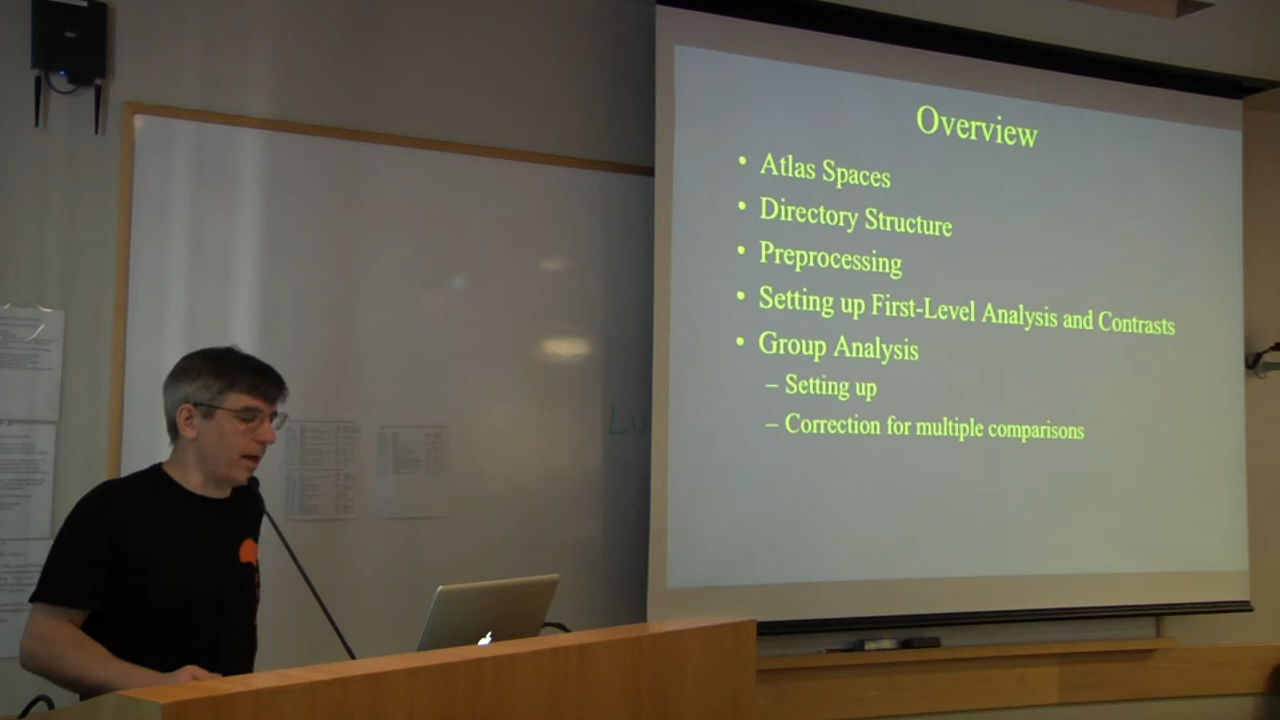 Overview
• Atlas Spaces
• Directory Structure
• Preprocessing
• Setting up First-Level Analysis and Contrasts
• Group Analysis
– Setting up
– Correction for multiple comparisons